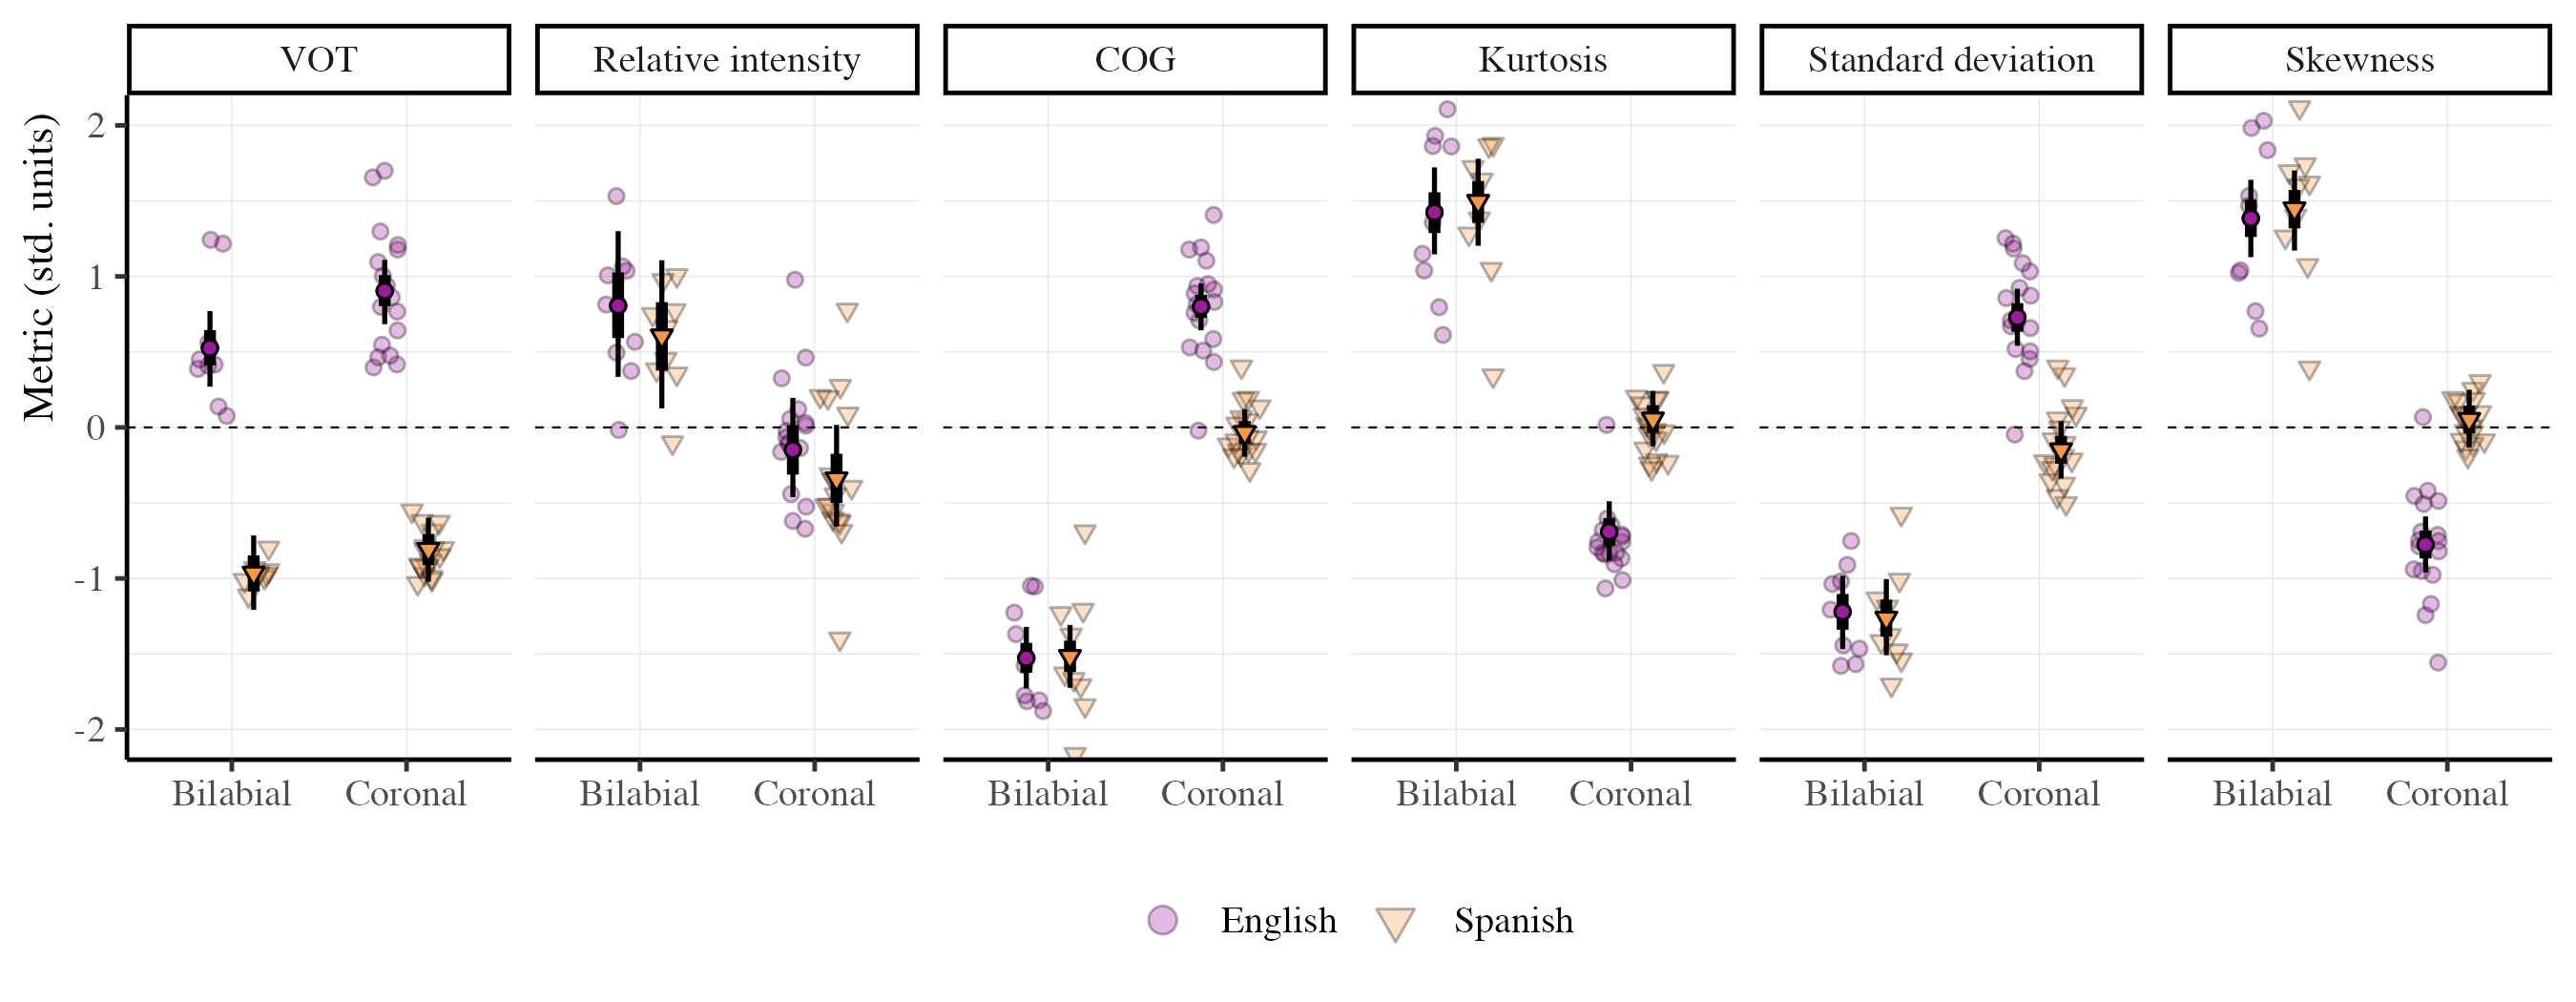 VOT Relative intensity COG Kurtosis Standard deviation Skewness
Metric (std. units)
2
1
0
-1
-2
Bilabial Coronal Bilabial Coronal Bilabial Coronal Bilabial Coronal Bilabial Coronal Bilabial Coronal
English Spanish